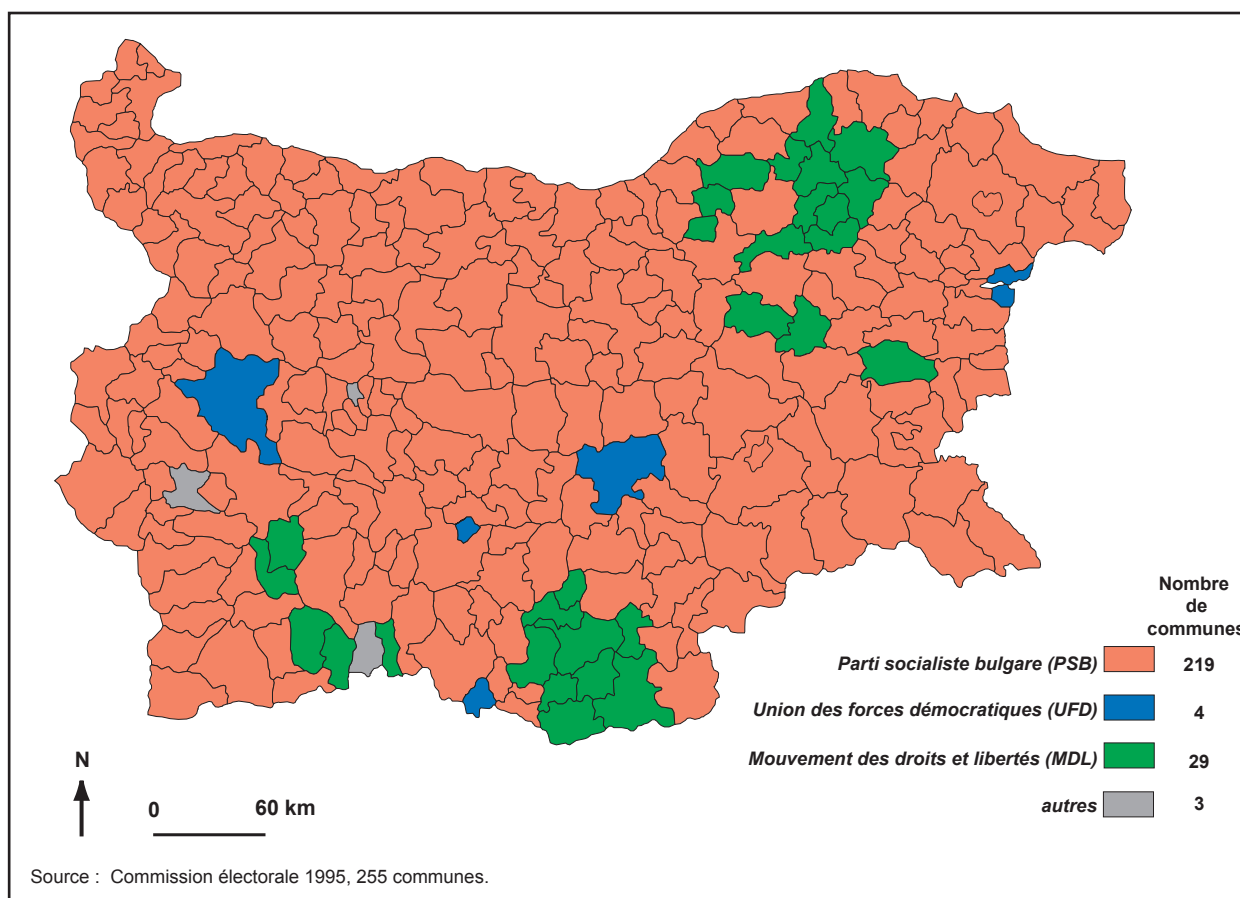 Nombre
de
communes
Parti socialiste bulgare (PSB) 219
Union des forces démocratiques (UFD) 4
Mouvement des droits et libertés (MDL) 29
autres 3
N
0 60 km
Source : Commission électorale 1995, 255 communes.